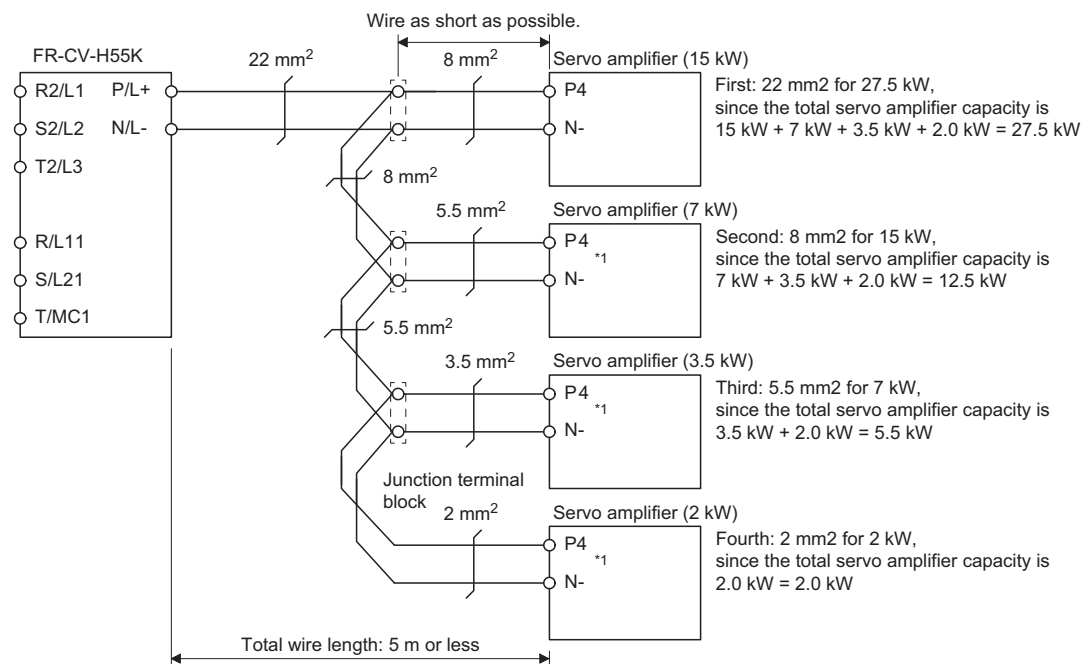 Wire as short as possible.
FR-CV-H55K
22 mm2
8 mm2
Servo amplifier (15 kW)
R2/L1 P/L+
P4
First: 22 mm2 for 27.5 kW,
since the total servo amplifier capacity is
15 kW + 7 kW + 3.5 kW + 2.0 kW = 27.5 kW
S2/L2 N/L-
N-
T2/L3
8 mm2
5.5 mm2
Servo amplifier (7 kW)
R/L11
P4
*1
Second: 8 mm2 for 15 kW,
since the total servo amplifier capacity is
7 kW + 3.5 kW + 2.0 kW = 12.5 kW
S/L21
N-
T/MC1
5.5 mm2
3.5 mm2
Servo amplifier (3.5 kW)
P4
*1
N-
Third: 5.5 mm2 for 7 kW,
since the total servo amplifier capacity is
3.5 kW + 2.0 kW = 5.5 kW
Junction terminal
block
2 mm2
Servo amplifier (2 kW)
P4
*1
N-
Fourth: 2 mm2 for 2 kW,
since the total servo amplifier capacity is
2.0 kW = 2.0 kW
Total wire length: 5 m or less